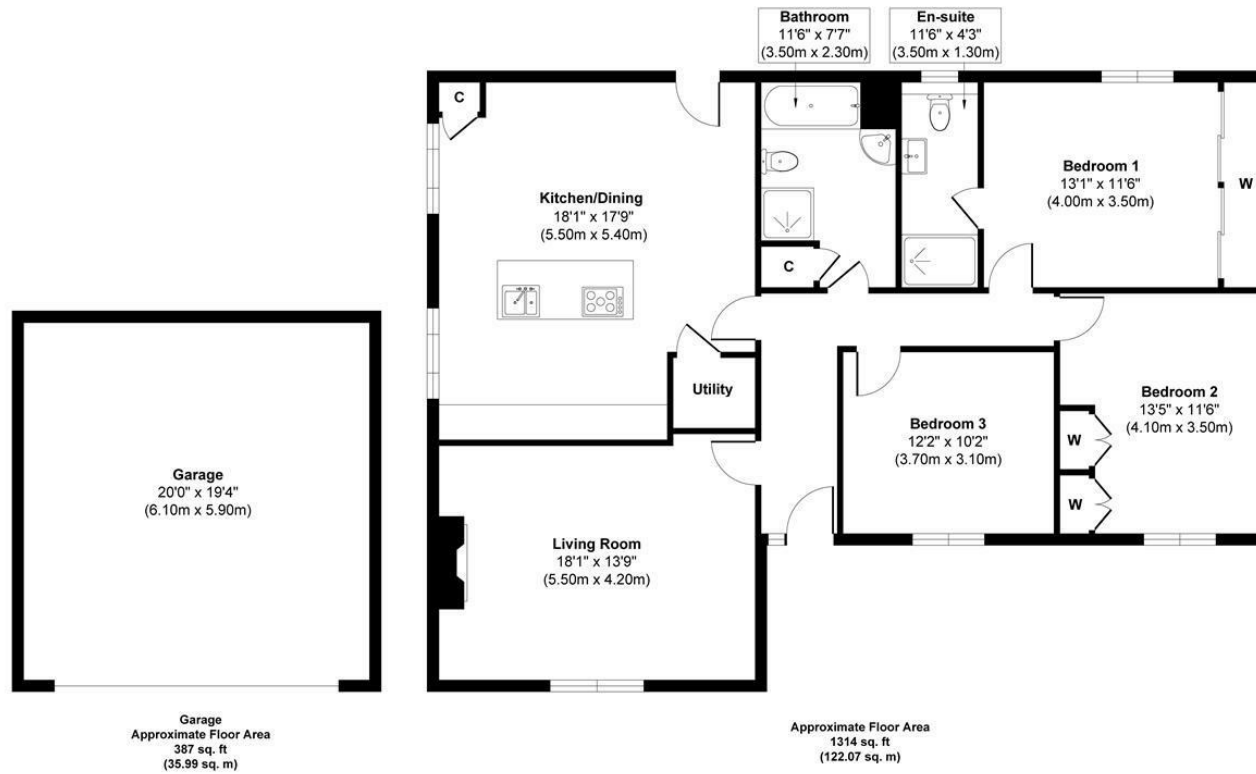 Bathroom
11'6" x 7'7"
(3.50m x 2.30m)
En-suite
11'6" x 4'3"
(3.50m x 1.30m)
C
Kitchen/Dining
18'1" x 17'9"
(5.50m x 5.40m)
C
Bedroom 1
13'1" x 11'6"
(4.00m x 3.50m)
W
Utility
Bedroom 2
13'5" x 11'6"
(4.10m x 3.50m)
W
W
Bedroom 3
12'2" x 10'2"
(3.70m x 3.10m)
Garage
20'0" x 19'4"
(6.10m x 5.90m)
Living Room
18'1" x 13'9"
(5.50m x 4.20m)
Garage
Approximate Floor Area
387 sq. ft
(35.99 sq. m)
Approximate Floor Area
1314 sq. ft
(122.07 sq. m)